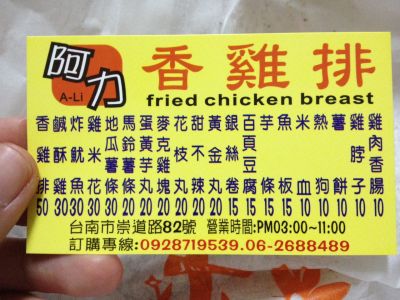 阿力
A-Li
香雞排
fried chicken breast
香雞排 50
鹹酥雞 30
炸魷魚 30
雞米花 30
地瓜薯條 20
馬鈴薯條 20
蛋黃芋丸 20
麥克雞塊 20
花枝丸 20
甜不辣 20
黃金丸 20
銀絲卷 15
百頁豆腐 15
芋條 15
魚板 15
米血 10
熱狗 10
薯餅 10
雞脖子 10
雞肉香腸 10
台南市崇道路82號 營業時間:PM03:00~11:00
訂購專線:0928719539.06-2688489